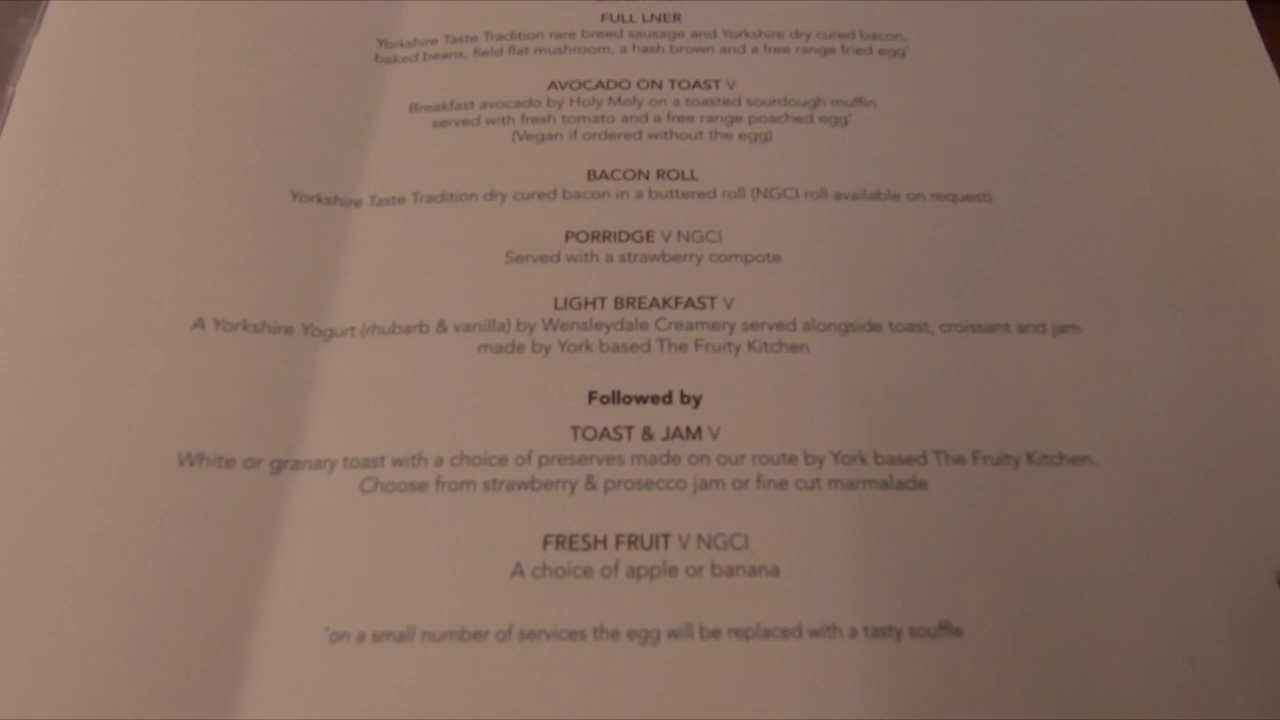 FULL LNER
Yorkshire Taste Tradition rare breed sausage and Yorkshire dry cured bacon,
baked beans, field flat mushroom, a hash brown and a free range fried egg*
AVOCADO ON TOAST V
Breakfast avocado by Holy Moly on a toasted sourdough muffin
served with fresh tomato and a free range poached egg*
(Vegan if ordered without the egg)
BACON ROLL
Yorkshire Taste Tradition dry cured bacon in a buttered roll (NGCI roll available on request)
PORRIDGE V NGCI
Served with a strawberry compote
LIGHT BREAKFAST V
A Yorkshire Yogurt (rhubarb & vanilla) by Wensleydale Creamery served alongside toast, croissant and jam
made by York based The Fruity Kitchen
Followed by
TOAST & JAM V
White or granary toast with a choice of preserves made on our route by York based The Fruity Kitchen.
Choose from strawberry & prosecco jam or fine cut marmalade
FRESH FRUIT V NGCI
A choice of apple or banana
*on a small number of services the egg will be replaced with a tasty souffle